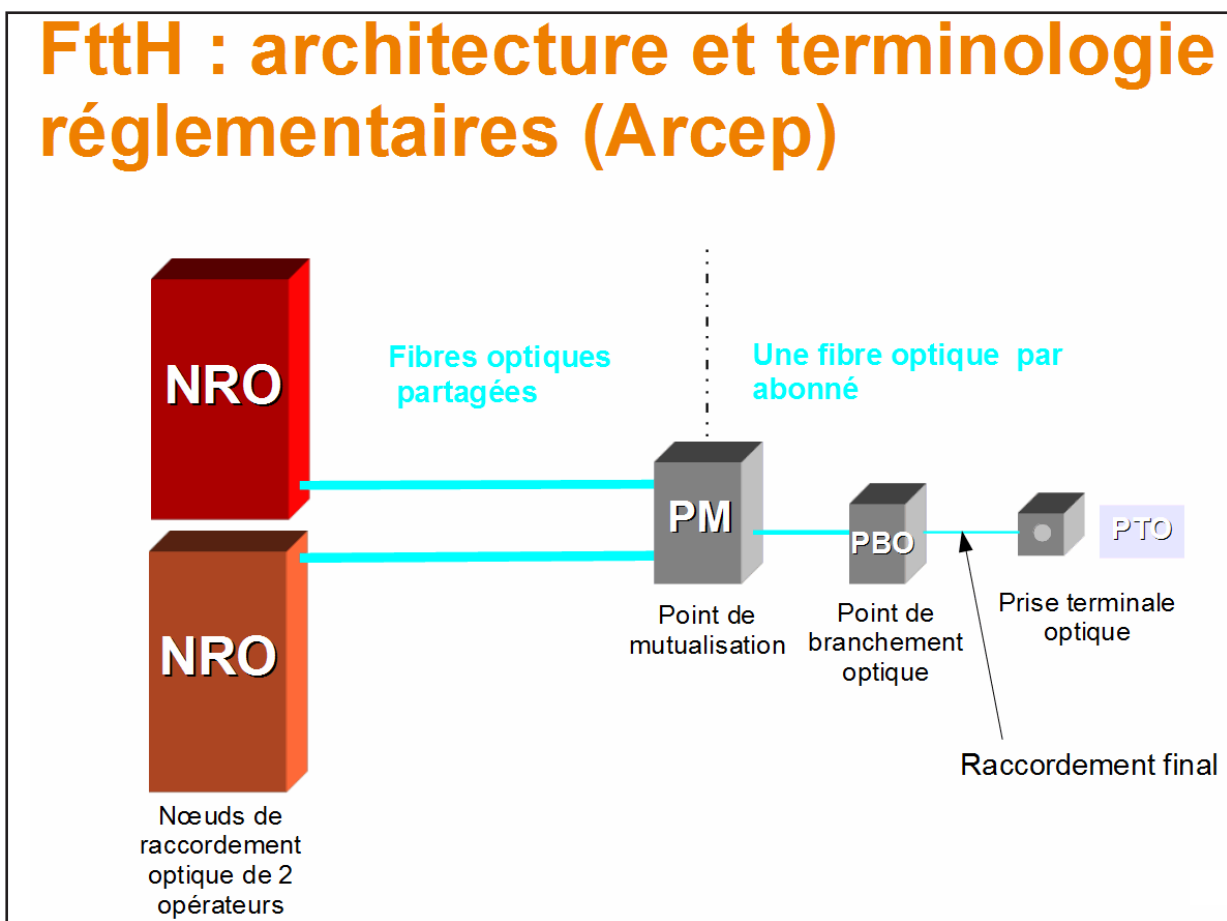 FttH : architecture et terminologie
réglementaires (Arcep)
NRO
Fibres optiques
partagées
Une fibre optique par
abonné
PM
PBO
PTO
NRO
Point de
mutualisation
Point de
branchement
optique
Prise terminale
optique
Raccordement final
Nœuds de
raccordement
optique de 2
opérateurs